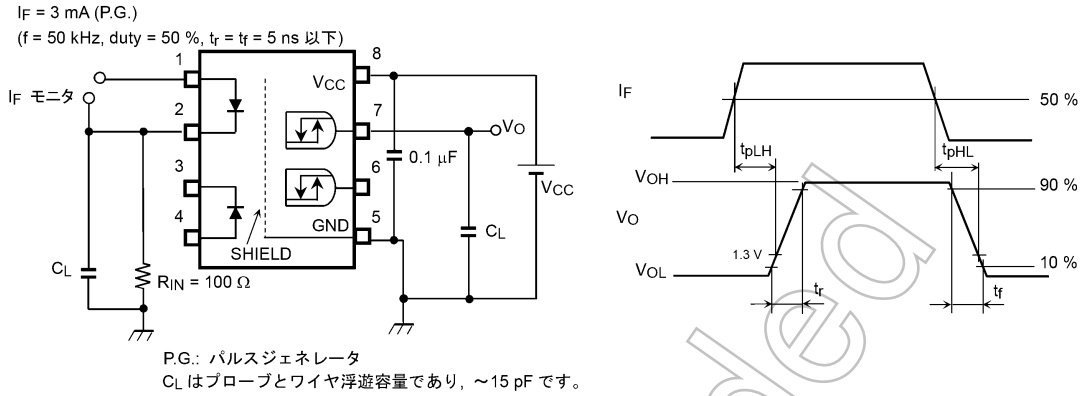 IF = 3 mA (P.G.)
(f = 50 kHz, duty = 50 %, tr = tf = 5 ns 以下)
1
8
VCC
IF モニタ
2
7
VO
0.1 μF
3
6
VCC
4
5
GND
CL
SHIELD
CL
RIN = 100 Ω
P.G.: パルスジェネレータ
CL はプローブとワイヤ浮遊容量であり, ～15 pF です。
IF
50 %
tpLH
tpHL
VOH
90 %
VO
1.3 V
VOL
10 %
tr
tf
ded